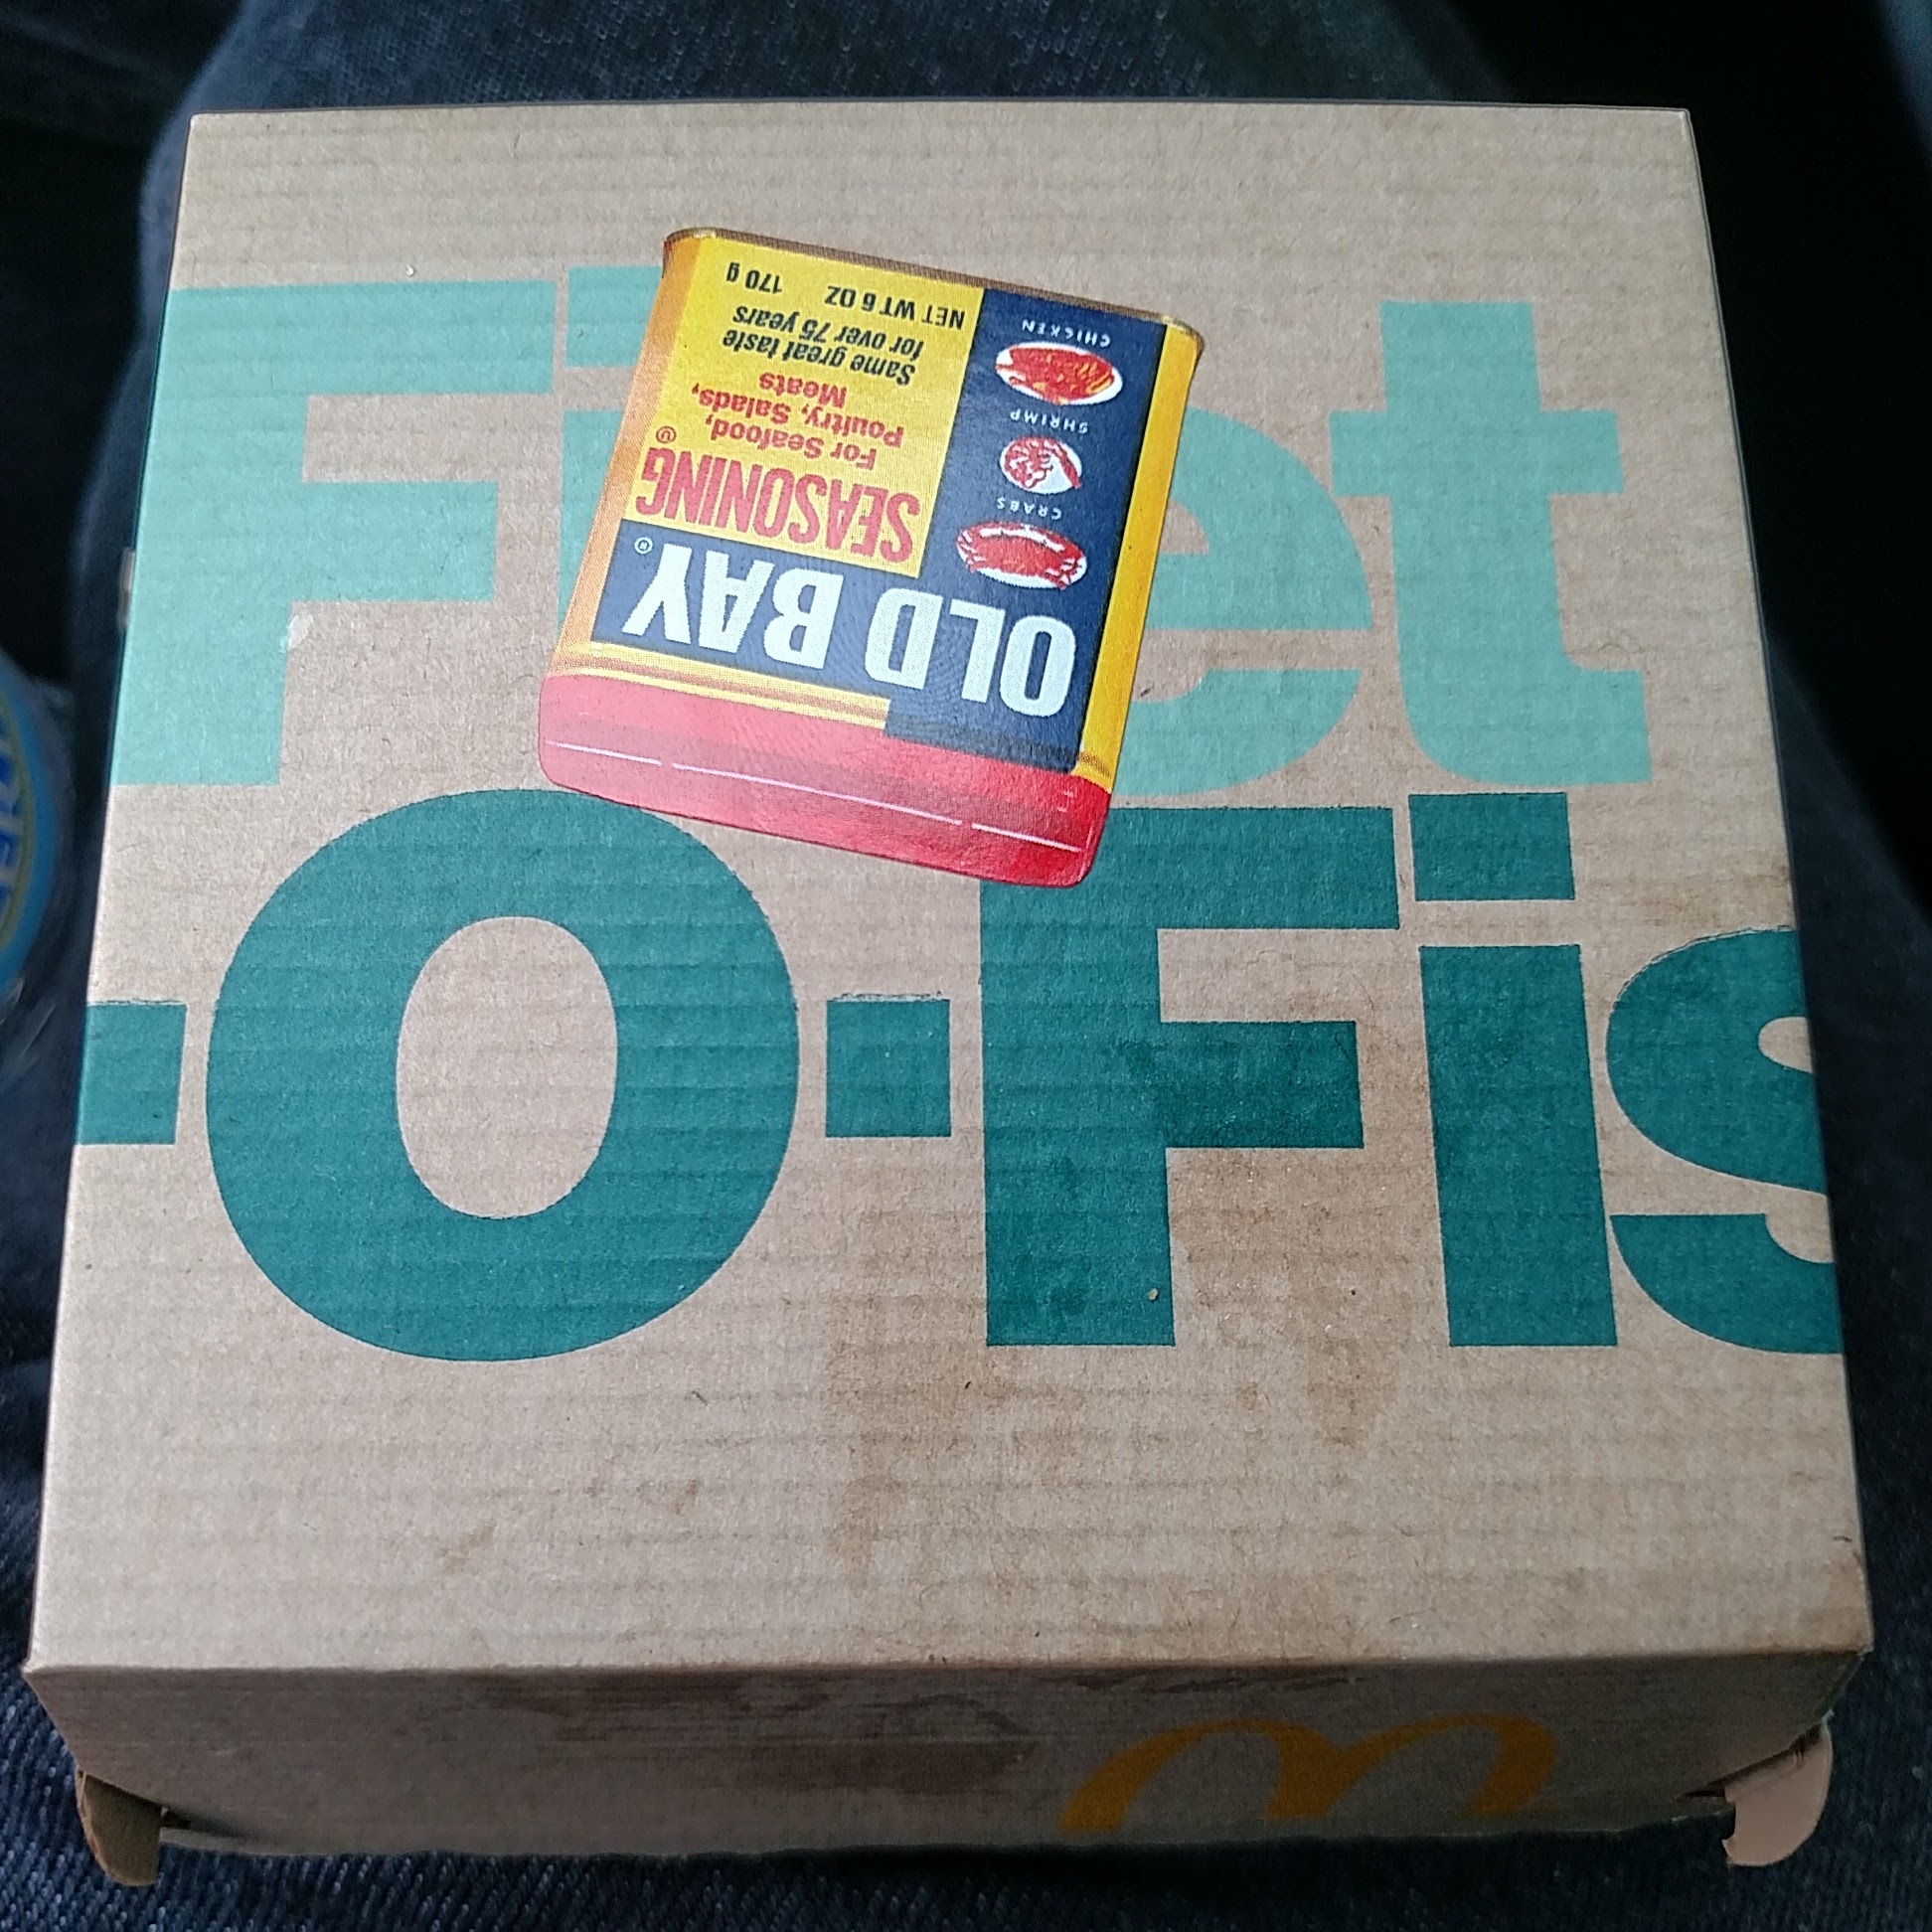 Filet
-O-Fis
OLD BAY®
SEASONING
For Seafood,
Poultry, Salads,
Meats
Same great taste
for over 75 years
NET WT 6 OZ 170 g
CRABS
SHRIMP
CHICKEN